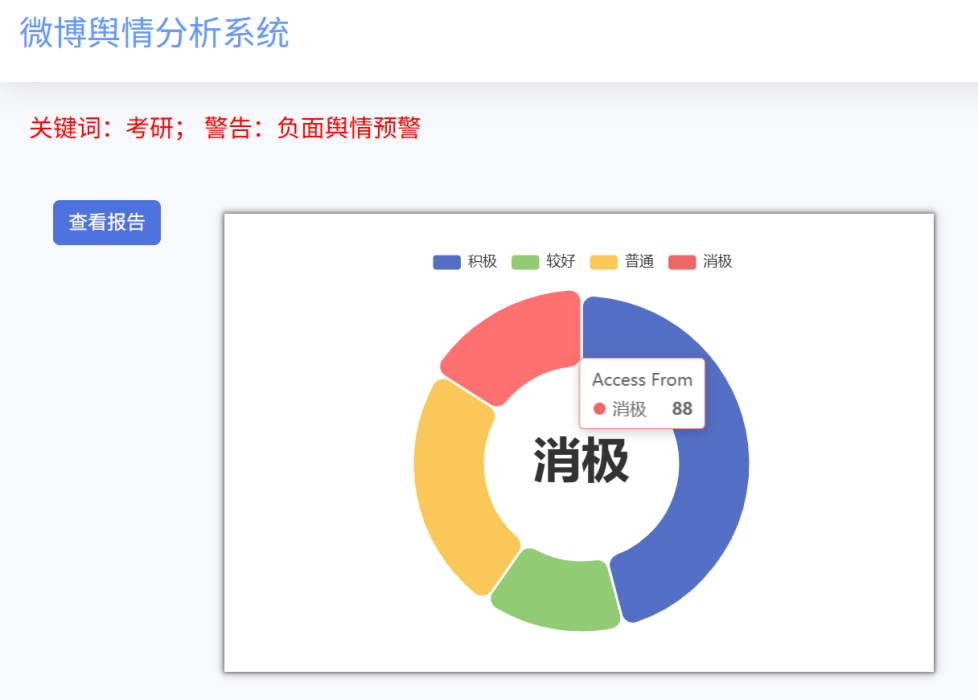 微博舆情分析系统
关键词：考研； 警告：负面舆情预警
查看报告
积极 较好 普通 消极
Access From
消极 88
消极